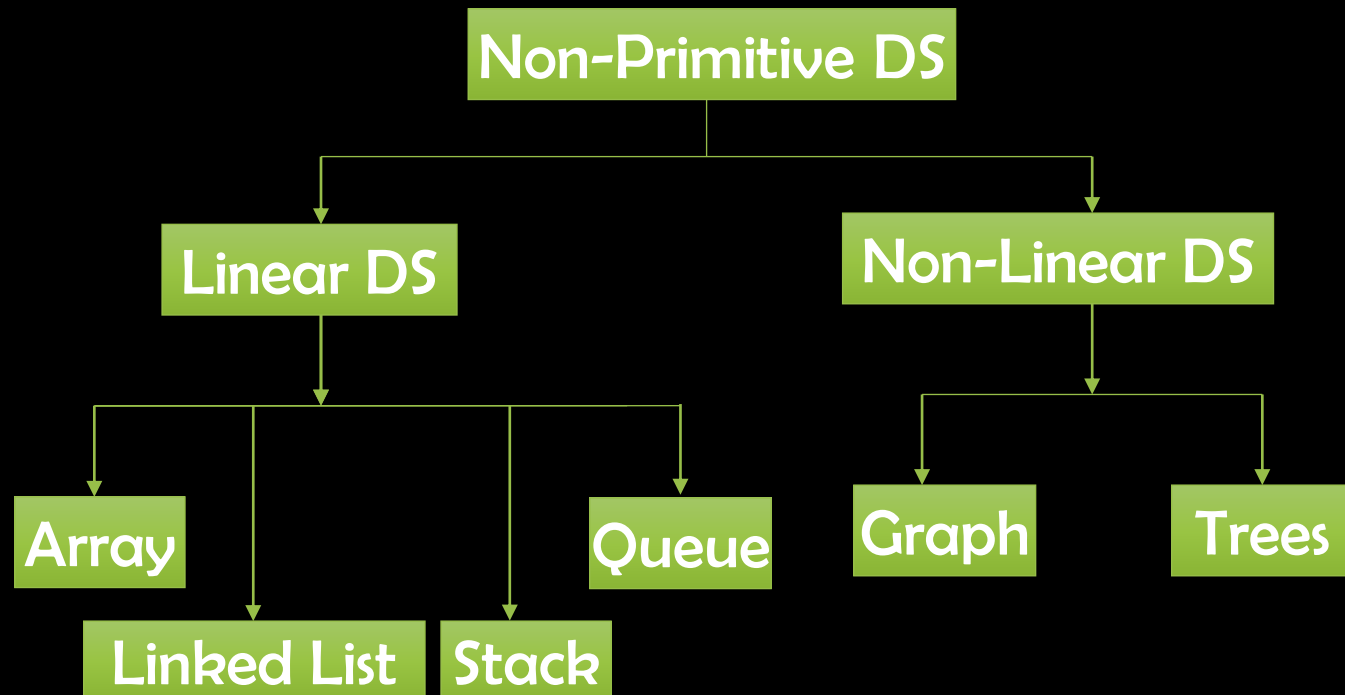 Non-Primitive DS
Linear DS
Non-Linear DS
Array
Queue
Graph
Trees
Linked List
Stack